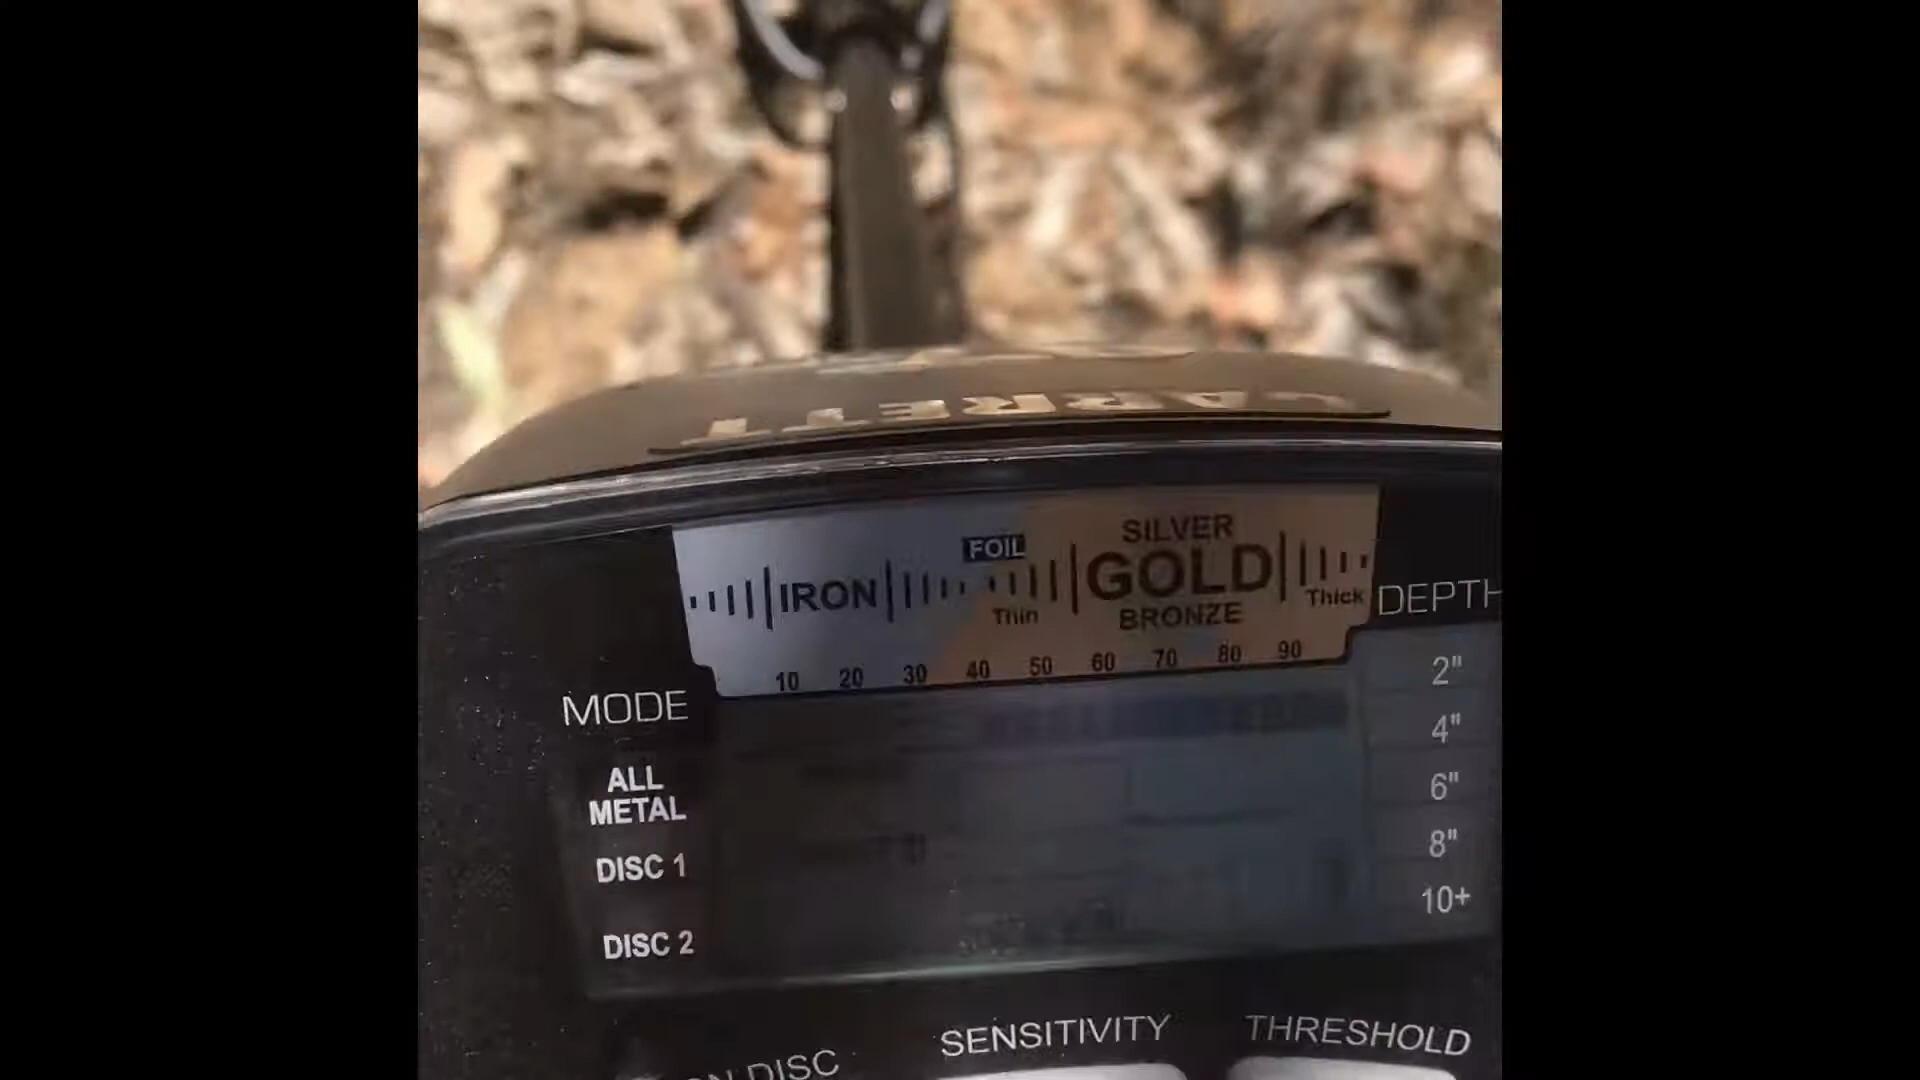 GARRETT
SILVER
FOIL
IRON GOLD
Thin BRONZE Thick
10 20 30 40 50 60 70 80 90
DEPTH
2"
4"
6"
8"
10+
MODE
ALL
METAL
DISC 1
DISC 2
DISC SENSITIVITY THRESHOLD